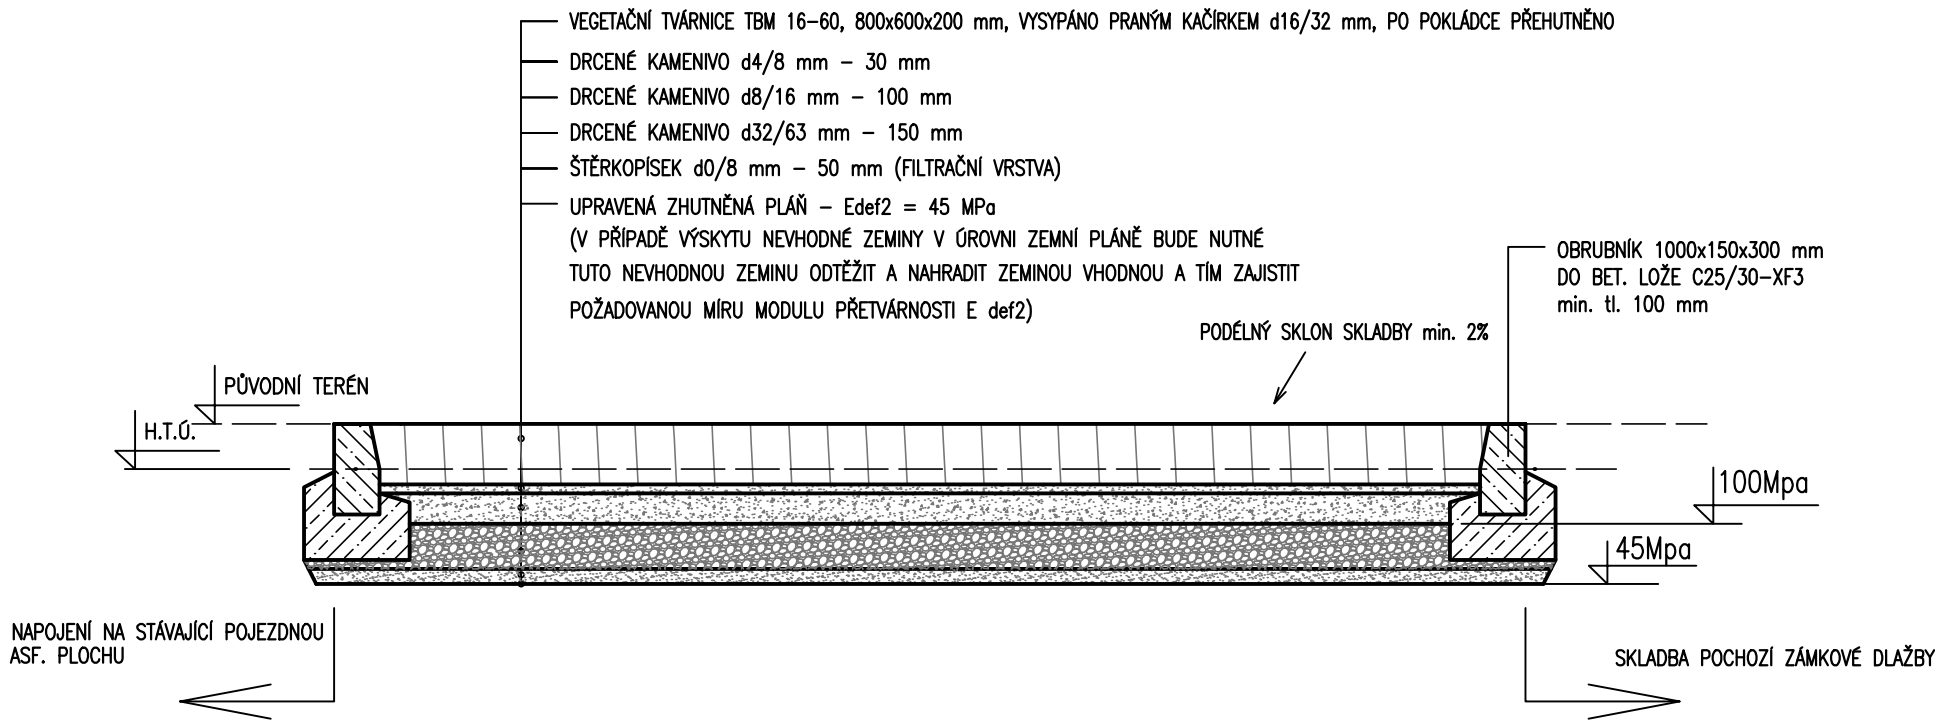 VEGETAČNÍ TVÁRNICE TBM 16-60, 800x600x200 mm, VYSYPÁNO PRANÝM KAČÍRKEM d16/32 mm, PO POKLÁDCE PŘEHUTNĚNO
DRCENÉ KAMENIVO d4/8 mm - 30 mm
DRCENÉ KAMENIVO d8/16 mm - 100 mm
DRCENÉ KAMENIVO d32/63 mm - 150 mm
ŠTĚRKOPÍSEK d0/8 mm - 50 mm (FILTRAČNÍ VRSTVA)
UPRAVENÁ ZHUTNĚNÁ PLÁŇ - Edef2 = 45 MPa
(V PŘÍPADĚ VÝSKYTU NEVHODNÉ ZEMINY V ÚROVNI ZEMNÍ PLÁNĚ BUDE NUTNÉ
TUTO NEVHODNOU ZEMINU ODTĚŽIT A NAHRADIT ZEMINOU VHODNOU A TÍM ZAJISTIT
POŽADOVANOU MÍRU MODULU PŘETVÁRNOSTI E def2)
OBRUBNÍK 1000x150x300 mm
DO BET. LOŽE C25/30-XF3
min. tl. 100 mm
PODÉLNÝ SKLON SKLADBY min. 2%
PŮVODNÍ TERÉN
H.T.Ú.
100Mpa
45Mpa
NAPOJENÍ NA STÁVAJÍCÍ POJEZDNOU
ASF. PLOCHU
SKLADBA POCHOZÍ ZÁMKOVÉ DLAŽBY